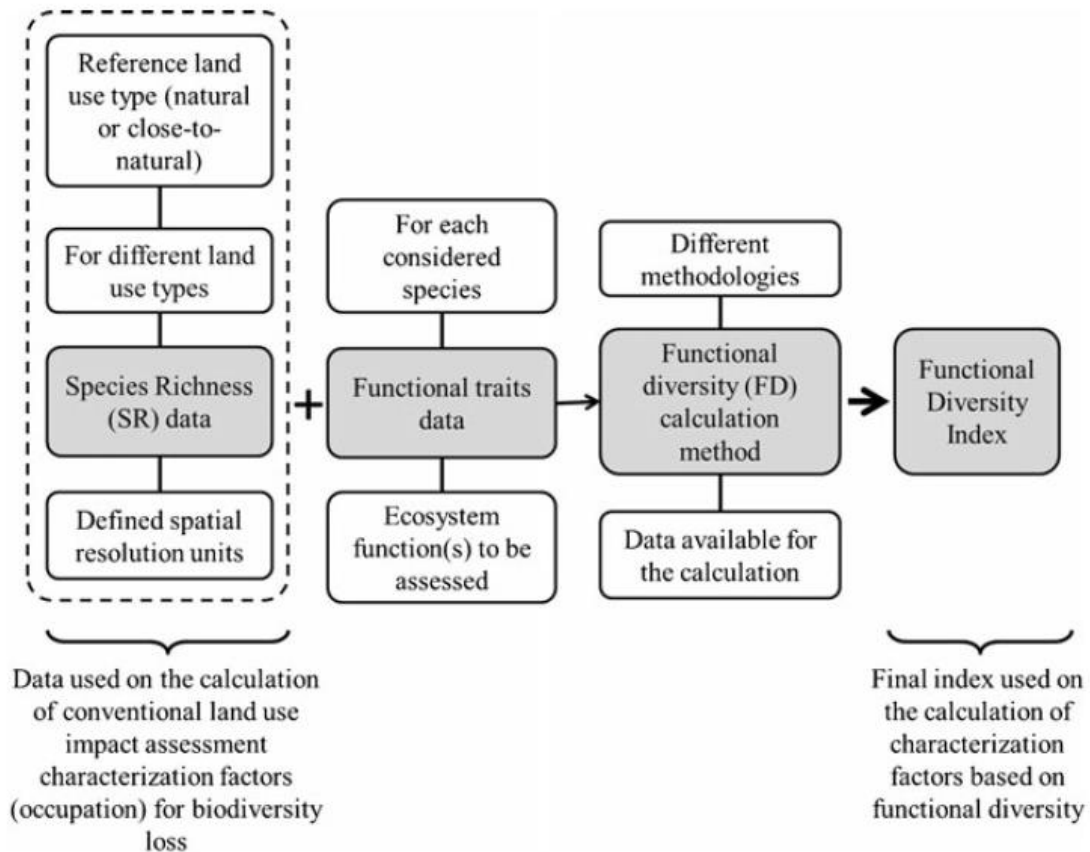 Reference land
use type (natural
or close-to-
natural)
For different land
use types
Species Richness
(SR) data
Defined spatial
resolution units
+
For each
considered
species
Functional traits
data
Ecosystem
function(s) to be
assessed
Different
methodologies
Functional
diversity (FD)
calculation
method
Data available for
the calculation
Functional
Diversity
Index
Data used on the calculation
of conventional land use
impact assessment
characterization factors
(occupation) for biodiversity
loss
Final index used on
the calculation of
characterization
factors based on
functional diversity